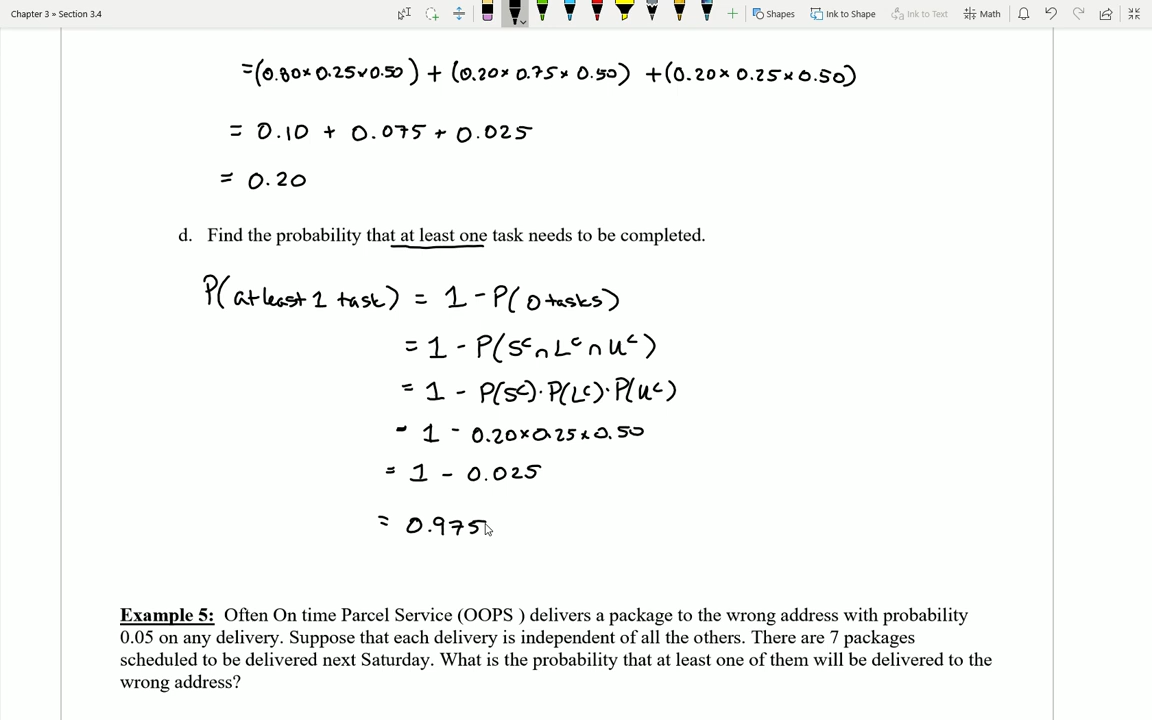 Chapter 3 » Section 3.4
Shapes
Ink to Shape
Ink to Text
Math
=(0.80×0.25×0.50) + (0.20×0.75×0.50) +(0.20×0.25×0.50)
= 0.10 + 0.075 + 0.025
= 0.20
d. Find the probability that at least one task needs to be completed.
P(at least 1 task) = 1 - P(0 tasks)
= 1 - P(Sᶜ∩Lᶜ∩Uᶜ)
= 1 - P(Sᶜ)·P(Lᶜ)·P(Uᶜ)
- 1 - 0.20×0.25×0.50
= 1 - 0.025
= 0.975
Example 5: Often On time Parcel Service (OOPS ) delivers a package to the wrong address with probability
0.05 on any delivery. Suppose that each delivery is independent of all the others. There are 7 packages
scheduled to be delivered next Saturday. What is the probability that at least one of them will be delivered to the
wrong address?